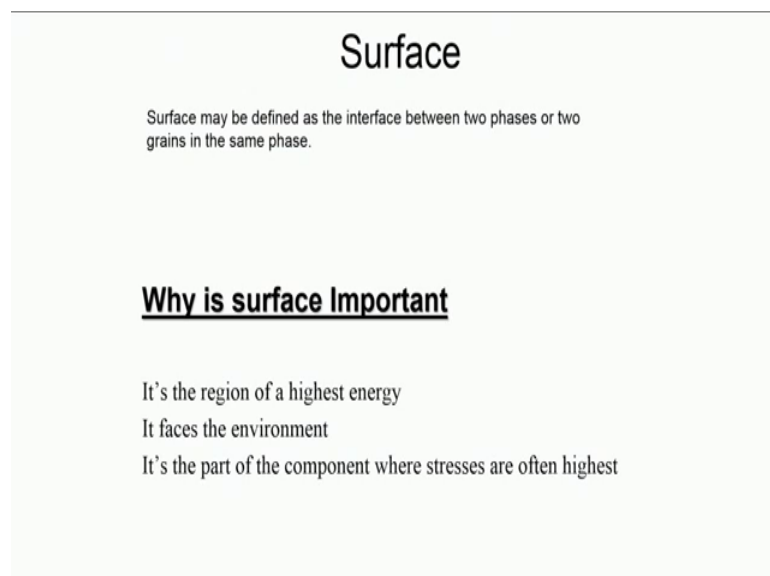 Surface
Surface may be defined as the interface between two phases or two
grains in the same phase.
Why is surface Important
It's the region of a highest energy
It faces the environment
It's the part of the component where stresses are often highest